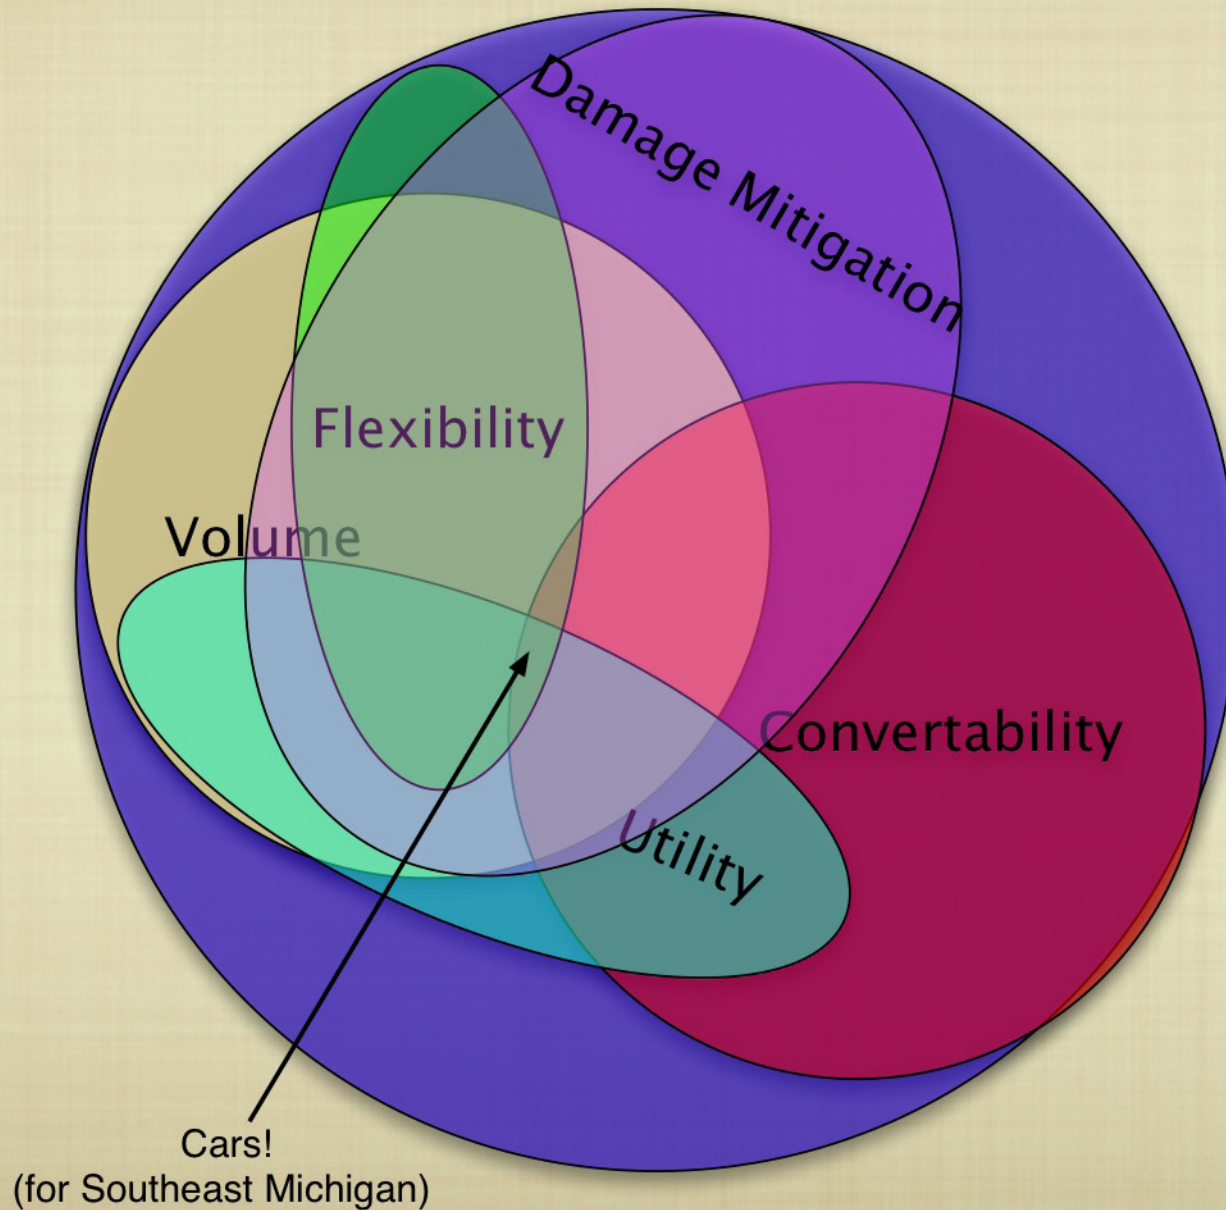 Damage Mitigation
Flexibility
Volume
Convertability
Utility
Cars!
(for Southeast Michigan)